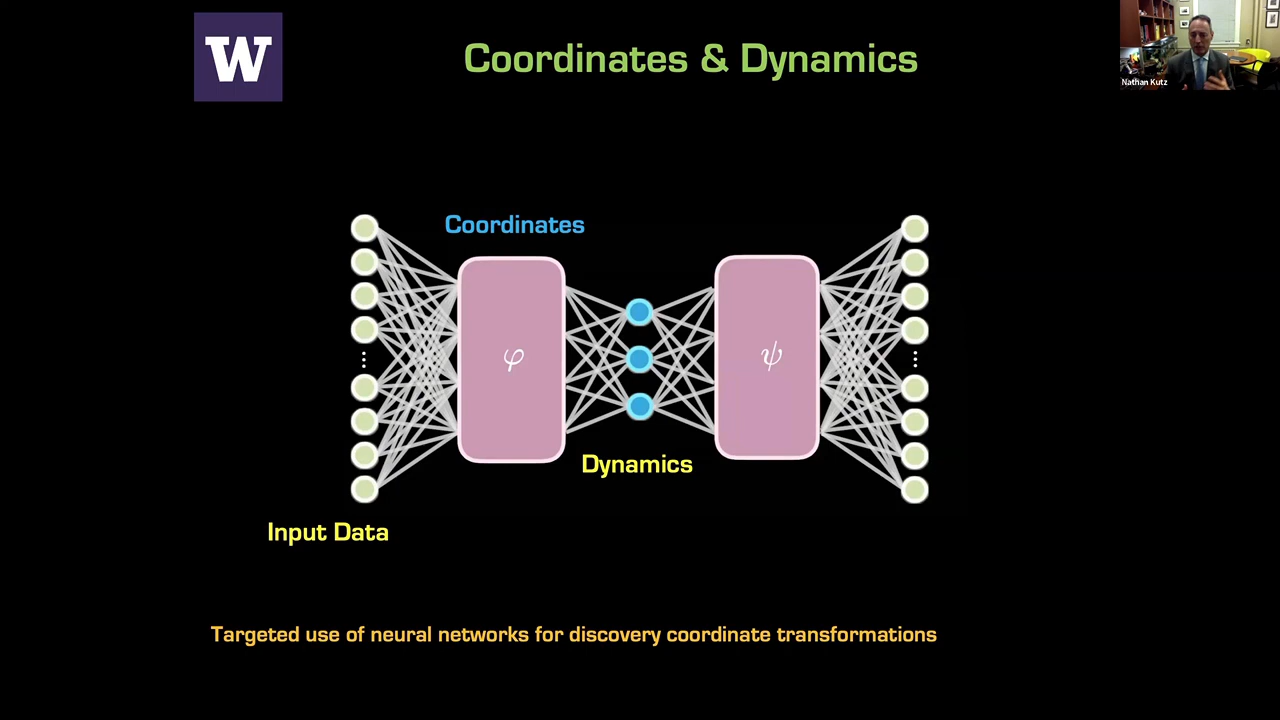 W
Coordinates & Dynamics
Nathan Kutz
Coordinates
φ
ψ
Dynamics
Input Data
Targeted use of neural networks for discovery coordinate transformations